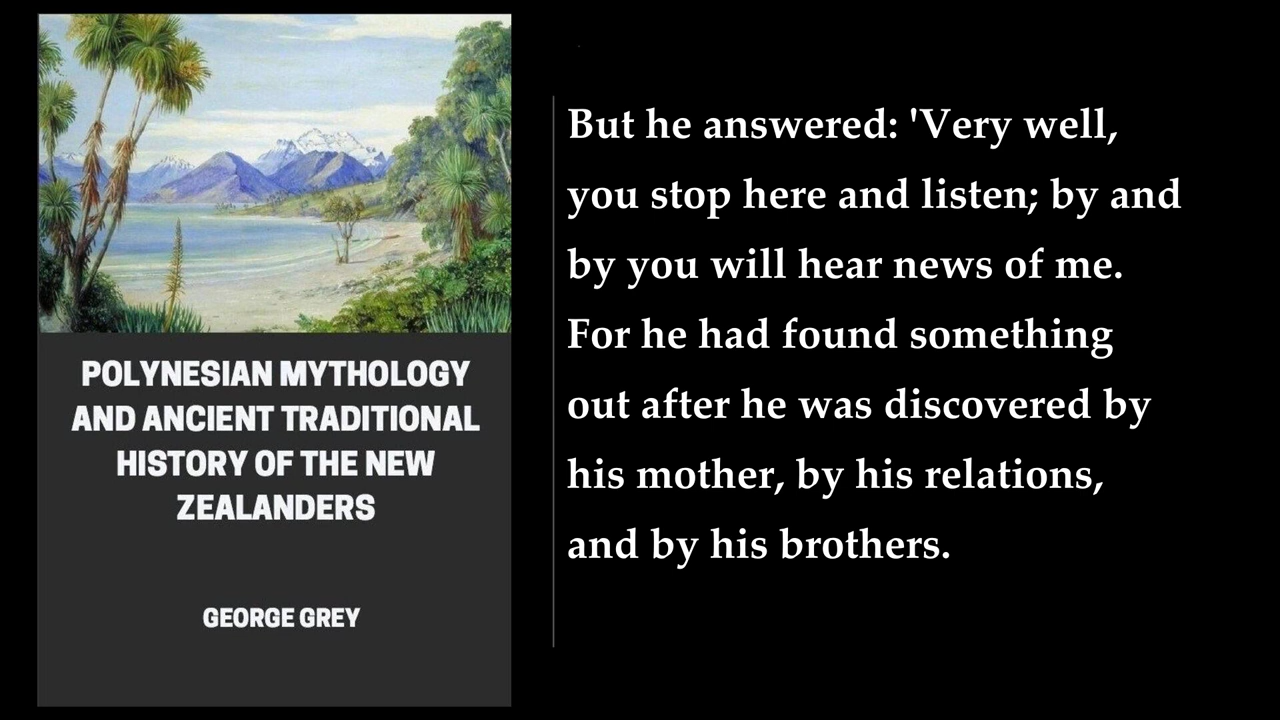 POLYNESIAN MYTHOLOGY
AND ANCIENT TRADITIONAL
HISTORY OF THE NEW
ZEALANDERS
GEORGE GREY
But he answered: 'Very well,
you stop here and listen; by and
by you will hear news of me.
For he had found something
out after he was discovered by
his mother, by his relations,
and by his brothers.